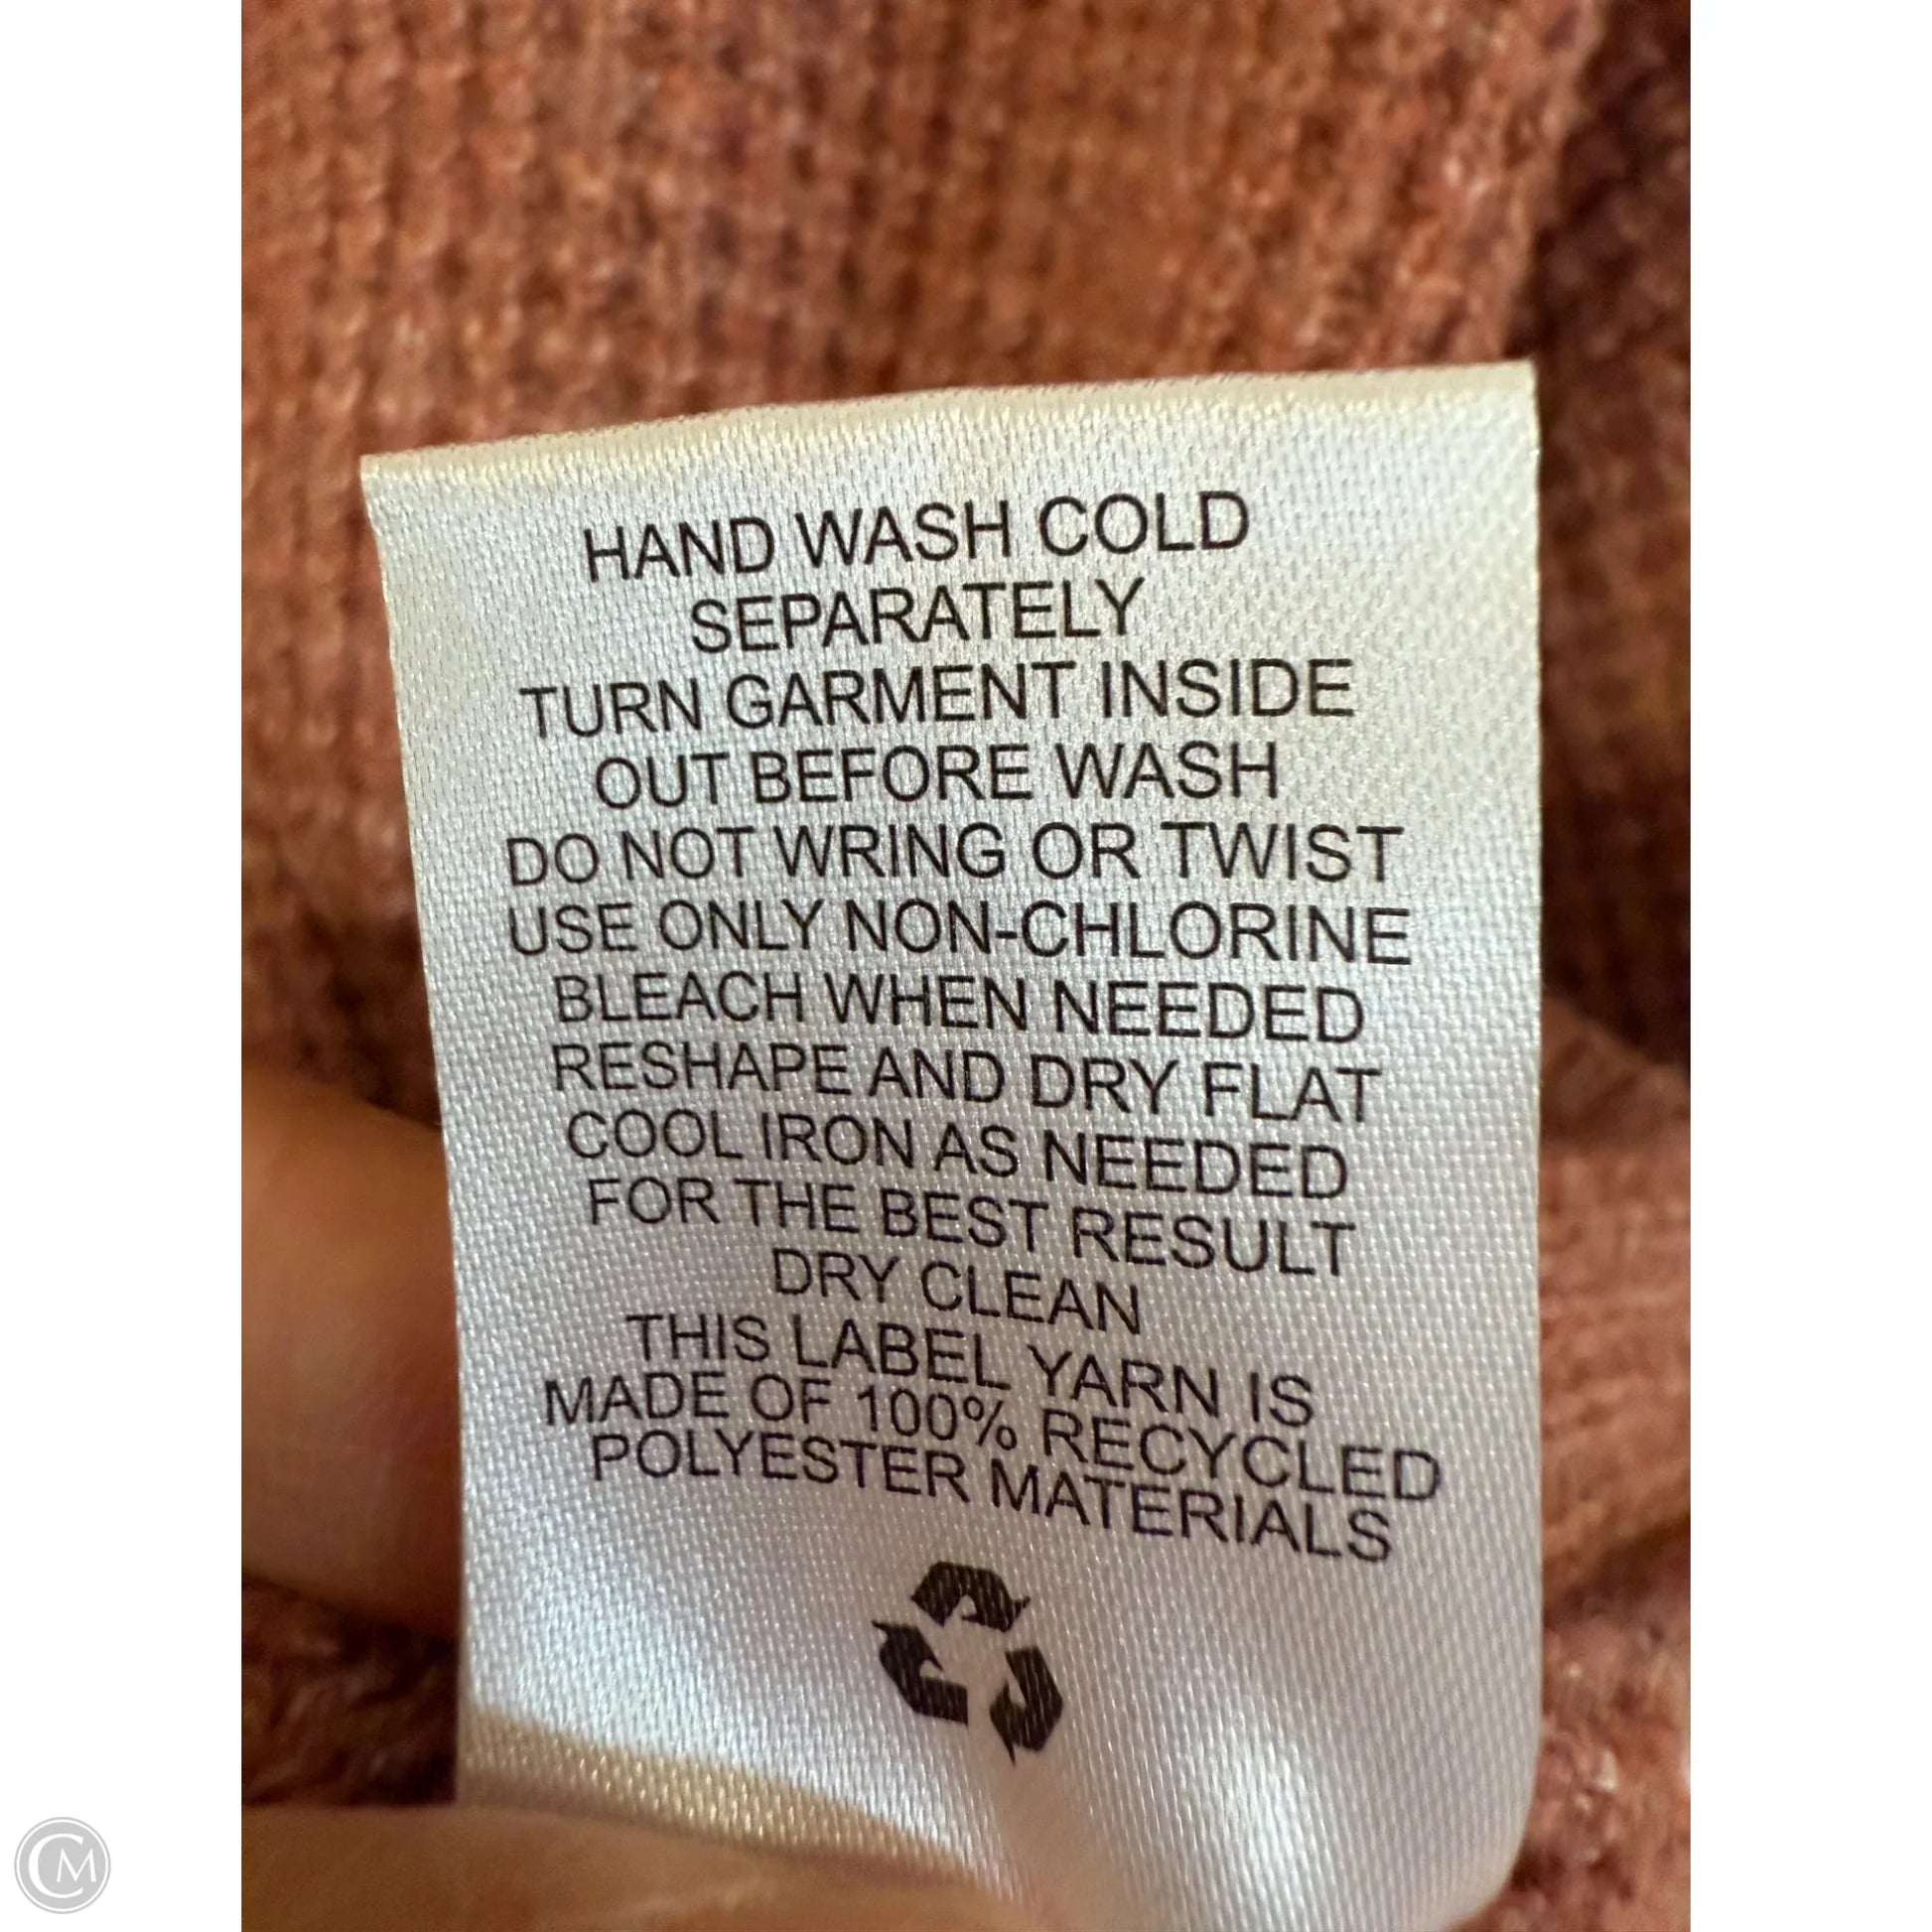 HAND WASH COLD
SEPARATELY
TURN GARMENT INSIDE
OUT BEFORE WASH
DO NOT WRING OR TWIST
USE ONLY NON-CHLORINE
BLEACH WHEN NEEDED
RESHAPE AND DRY FLAT
COOL IRON AS NEEDED
FOR THE BEST RESULT
DRY CLEAN
THIS LABEL YARN IS
MADE OF 100% RECYCLED
POLYESTER MATERIALS
CM